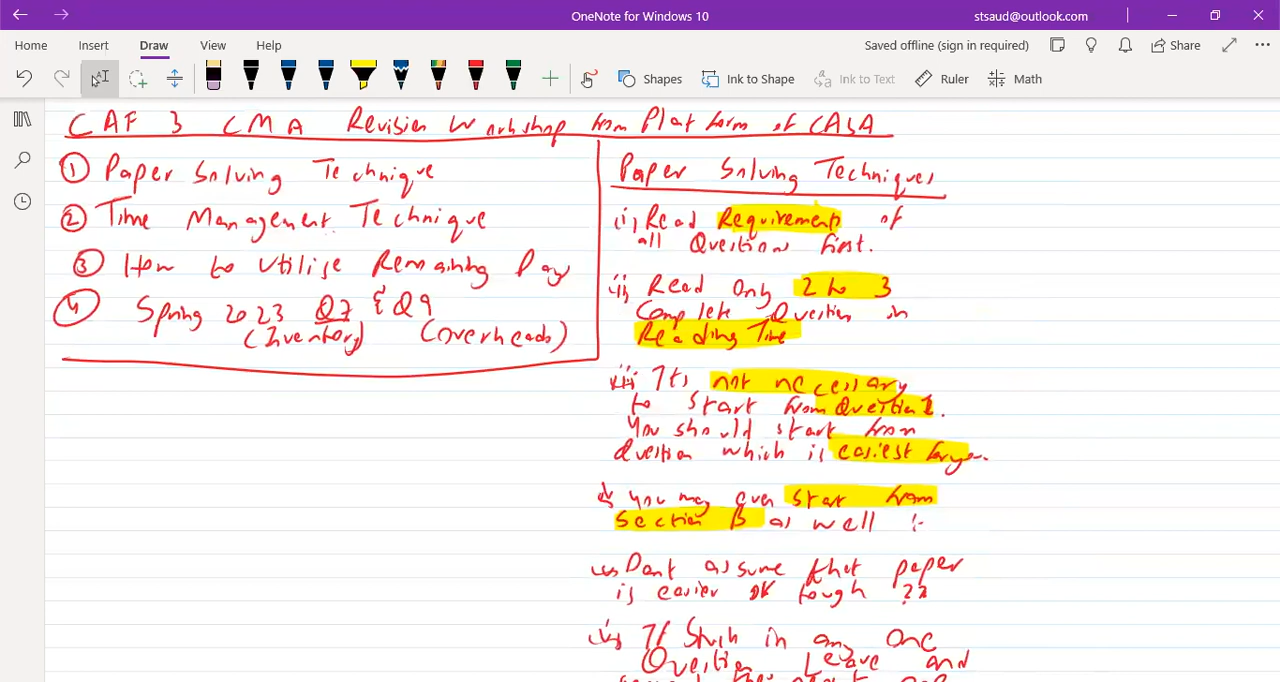 OneNote for Windows 10
stsaud@outlook.com
Home Insert Draw View Help
Saved offline (sign in required)
Share
Shapes
Ink to Shape
Ink to Text
Ruler
Math
CAF 3 CMA Revision Workshop from Platform of CASA
① Paper Solving Technique
② Time Management Technique
③ How to Utilise Remaining Day
④ Spring 2023 Q7 & Q9
(Inventory) (Overheads)
Paper Solving Techniques
(i) Read Requirements of
all Questions first.
ii) Read Only 2 to 3
Complete Question in
Reading Time
iii Its not necessary
to start from Question 1.
You should start from
Question which is easiest for you.
You may even start from
Section B as well
Dont assume that paper
is easier or tough ??
If Stuck in any One
Question Leave and